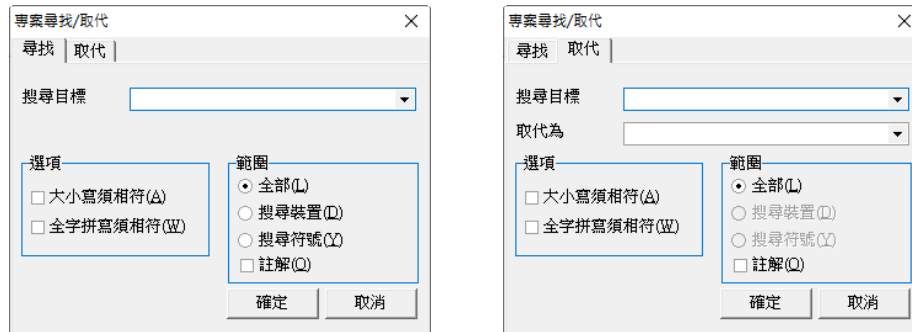 專案尋找/取代
尋找
取代
搜尋目標
選項
大小寫須相符(A)
全字拼寫須相符(W)
範圍
全部(L)
搜尋裝置(D)
搜尋符號(Y)
註解(O)
確定
取消
專案尋找/取代
尋找
取代
搜尋目標
取代為
選項
大小寫須相符(A)
全字拼寫須相符(W)
範圍
全部(L)
搜尋裝置(D)
搜尋符號(Y)
註解(O)
確定
取消